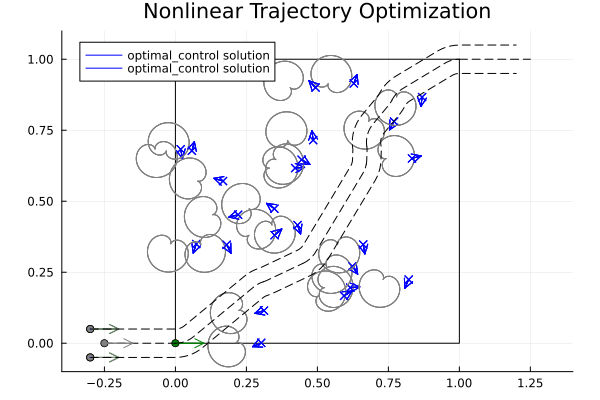 Nonlinear Trajectory Optimization
optimal_control solution
optimal_control solution
1.00
0.75
0.50
0.25
0.00
−0.25 0.00 0.25 0.50 0.75 1.00 1.25